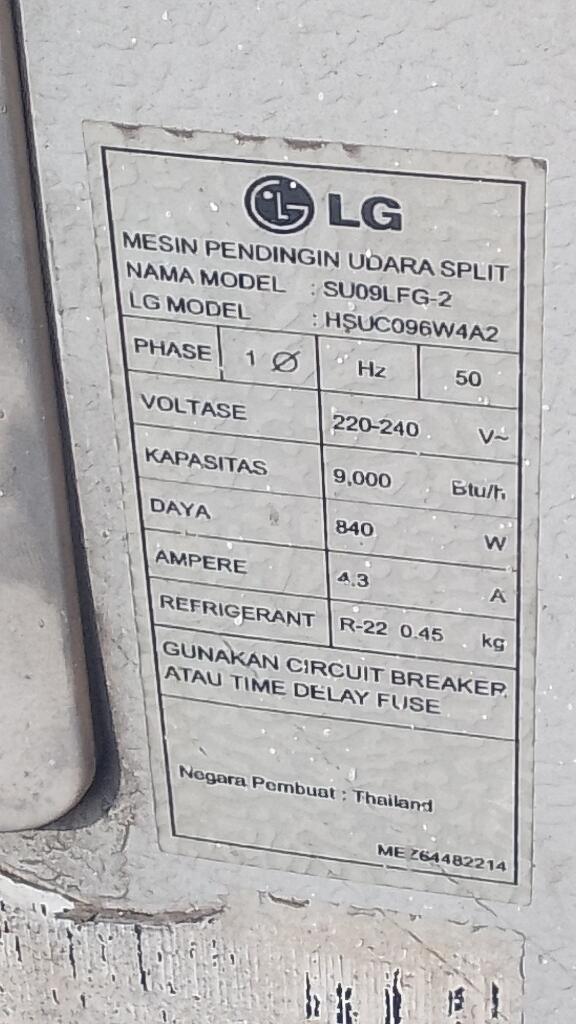 LG
MESIN PENDINGIN UDARA SPLIT
NAMA MODEL : SU09LFG-2
LG MODEL : HSUC096W4A2
PHASE 1 Ø Hz 50
VOLTASE 220-240 V~
KAPASITAS 9,000 Btu/h
DAYA 840 W
AMPERE 4.3 A
REFRIGERANT R-22 0.45 kg
GUNAKAN CIRCUIT BREAKER
ATAU TIME DELAY FUSE
Negara Pembuat : Thailand
MEZ64482214